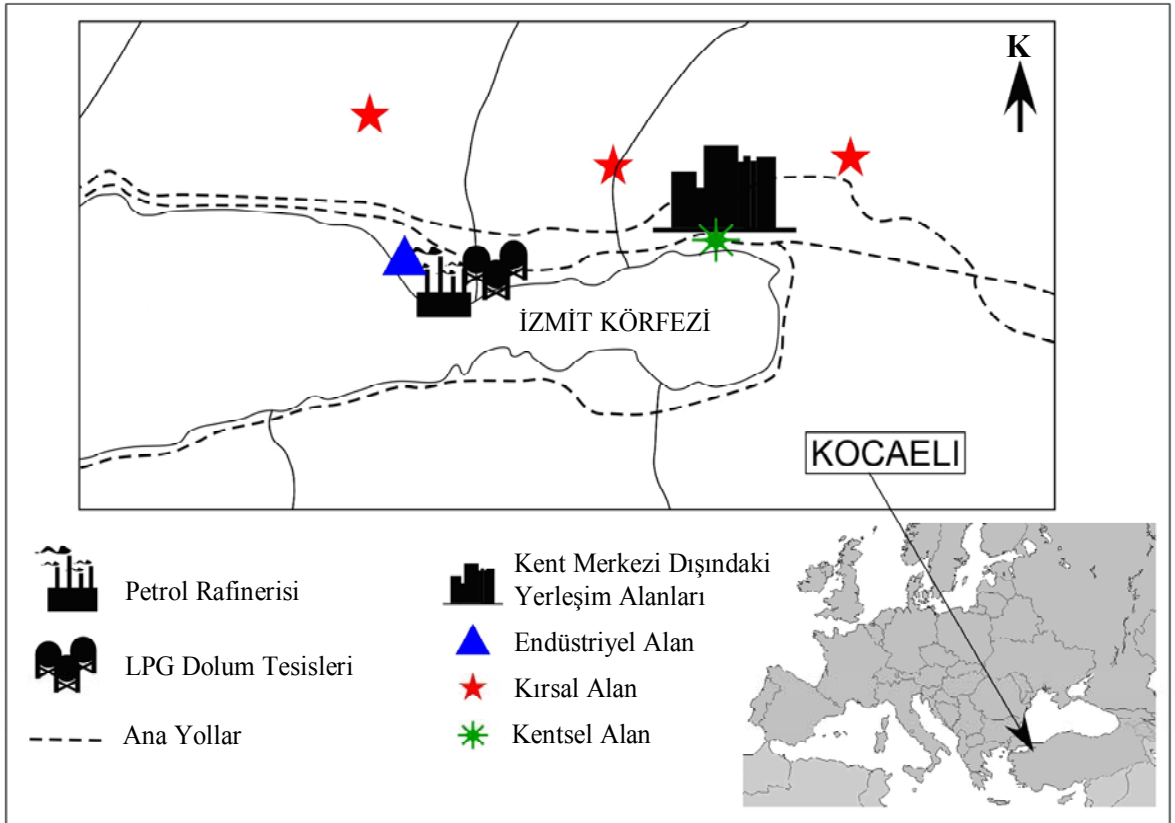 K
İZMİT KÖRFEZİ
KOCAELI
Petrol Rafinerisi
LPG Dolum Tesisleri
Ana Yollar
Kent Merkezi Dışındaki
Yerleşim Alanları
Endüstriyel Alan
Kırsal Alan
Kentsel Alan